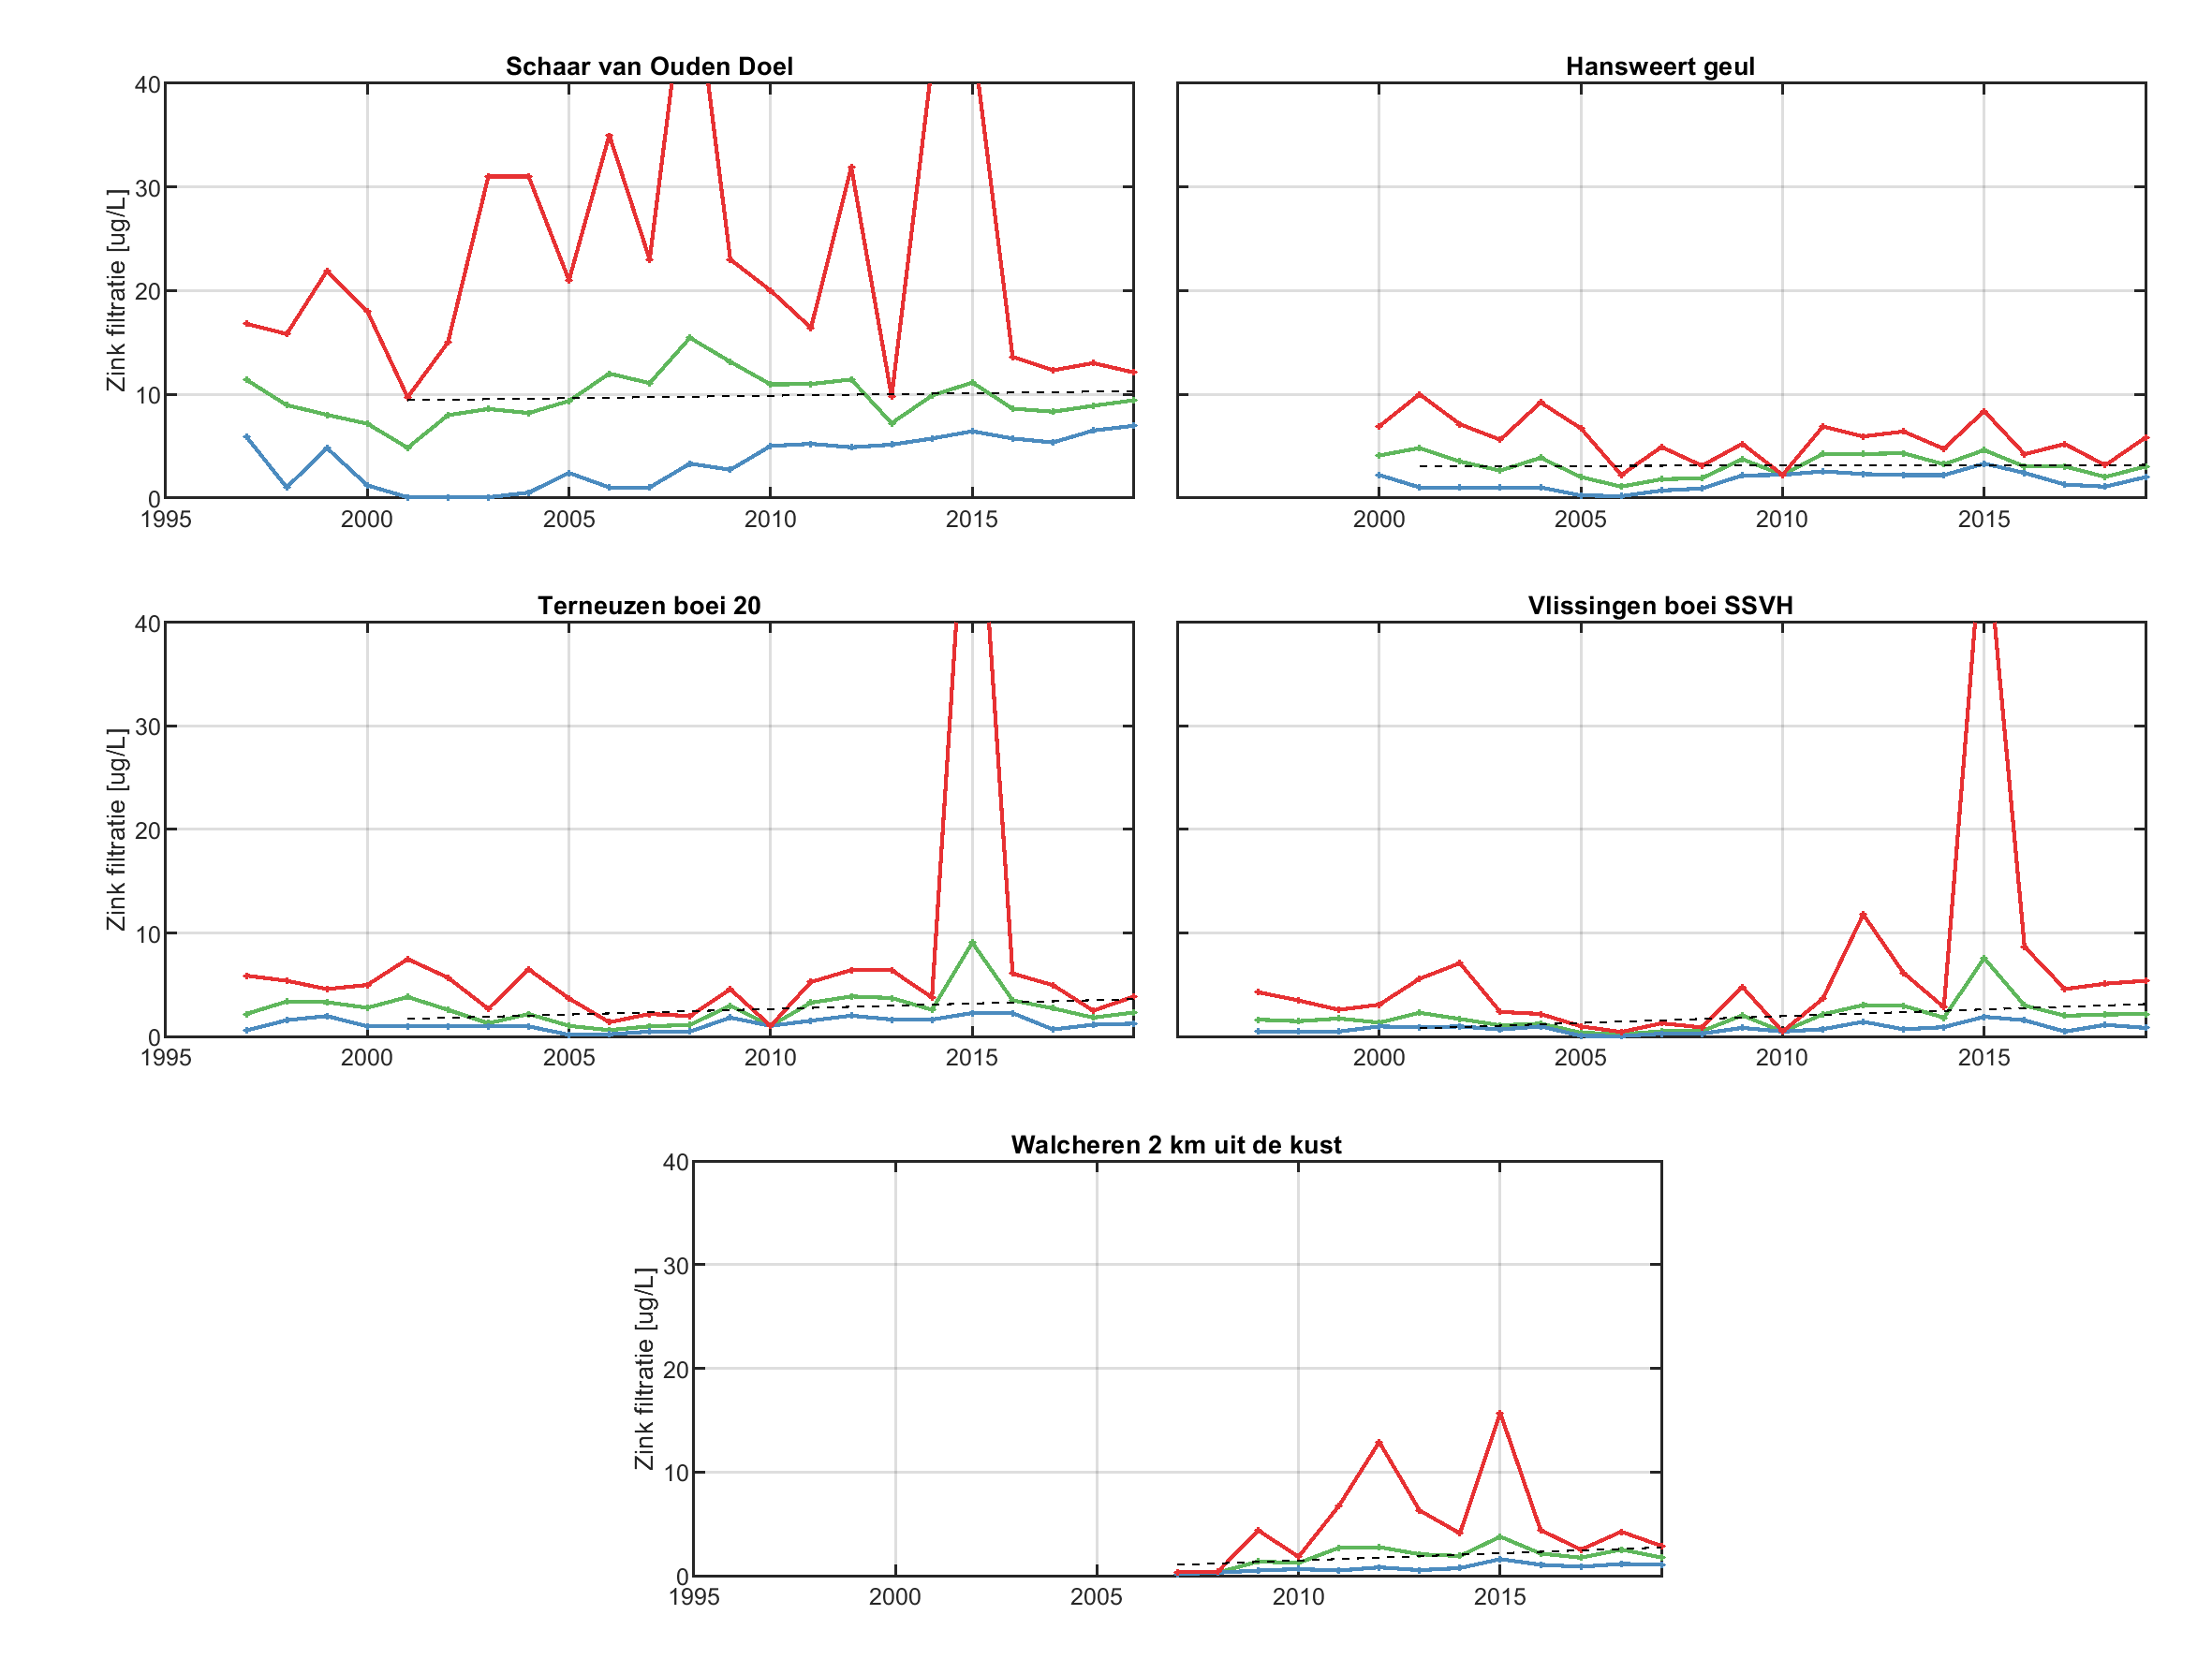 Schaar van Ouden Doel
Zink filtratie [ug/L]
40
30
20
10
0
1995 2000 2005 2010 2015
Hansweert geul
2000 2005 2010 2015
Terneuzen boei 20
Zink filtratie [ug/L]
40
30
20
10
0
1995 2000 2005 2010 2015
Vlissingen boei SSVH
2000 2005 2010 2015
Walcheren 2 km uit de kust
Zink filtratie [ug/L]
40
30
20
10
0
1995 2000 2005 2010 2015